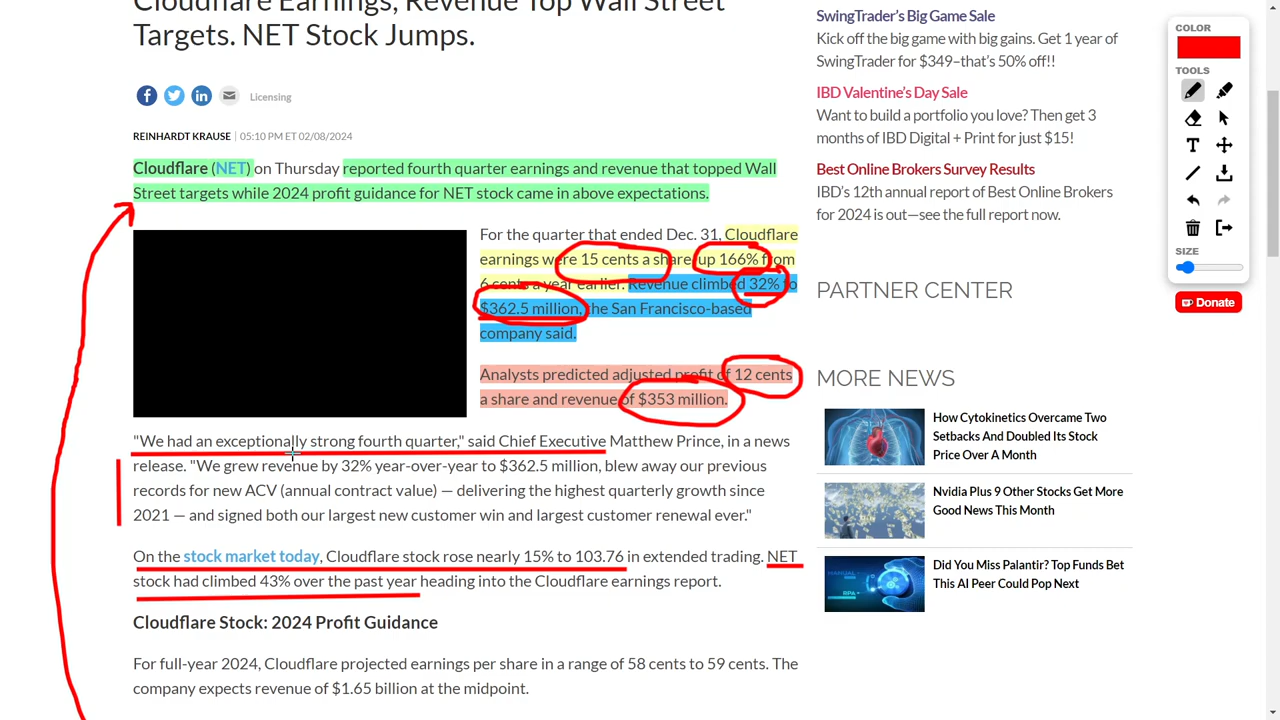 Cloudflare Earnings, Revenue Top Wall Street
Targets. NET Stock Jumps.
Licensing
REINHARDT KRAUSE | 05:10 PM ET 02/08/2024
Cloudflare (NET) on Thursday reported fourth quarter earnings and revenue that topped Wall
Street targets while 2024 profit guidance for NET stock came in above expectations.
For the quarter that ended Dec. 31, Cloudflare
earnings were 15 cents a share, up 166% from
6 cents a year earlier. Revenue climbed 32% to
$362.5 million, the San Francisco-based
company said.
Analysts predicted adjusted profit of 12 cents
a share and revenue of $353 million.
"We had an exceptionally strong fourth quarter," said Chief Executive Matthew Prince, in a news
release. "We grew revenue by 32% year-over-year to $362.5 million, blew away our previous
records for new ACV (annual contract value) — delivering the highest quarterly growth since
2021 — and signed both our largest new customer win and largest customer renewal ever."
On the stock market today, Cloudflare stock rose nearly 15% to 103.76 in extended trading. NET
stock had climbed 43% over the past year heading into the Cloudflare earnings report.
Cloudflare Stock: 2024 Profit Guidance
For full-year 2024, Cloudflare projected earnings per share in a range of 58 cents to 59 cents. The
company expects revenue of $1.65 billion at the midpoint.
SwingTrader's Big Game Sale
Kick off the big game with big gains. Get 1 year of
SwingTrader for $349–that's 50% off!!
IBD Valentine's Day Sale
Want to build a portfolio you love? Then get 3
months of IBD Digital + Print for just $15!
Best Online Brokers Survey Results
IBD's 12th annual report of Best Online Brokers
for 2024 is out—see the full report now.
PARTNER CENTER
MORE NEWS
How Cytokinetics Overcame Two
Setbacks And Doubled Its Stock
Price Over A Month
Nvidia Plus 9 Other Stocks Get More
Good News This Month
Did You Miss Palantir? Top Funds Bet
This AI Peer Could Pop Next
COLOR
TOOLS
T
SIZE
Donate